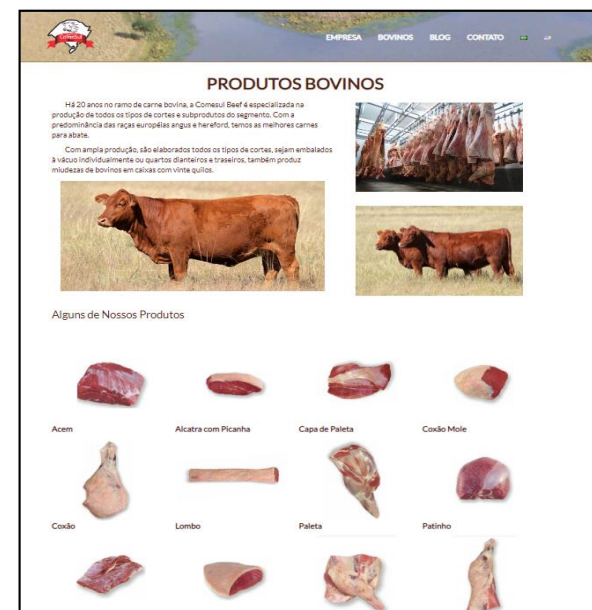 ComeSul
EMPRESA BOVINOS BLOG CONTATO
PRODUTOS BOVINOS
Há 20 anos no ramo de carne bovina, a Comesul Beef é especializada na
produção de todos os tipos de cortes e subprodutos do segmento. Com a
predominância das raças européias angus e hereford, temos as melhores carnes
para abate.
Com ampla produção, são elaborados todos os tipos de cortes, sejam embalados
à vácuo individualmente ou quartos dianteiros e traseiros, também produz
miudezas de bovinos em caixas com vinte quilos.
Alguns de Nossos Produtos
Acem
Alcatra com Picanha
Capa de Paleta
Coxão Mole
Coxão
Lombo
Paleta
Patinho